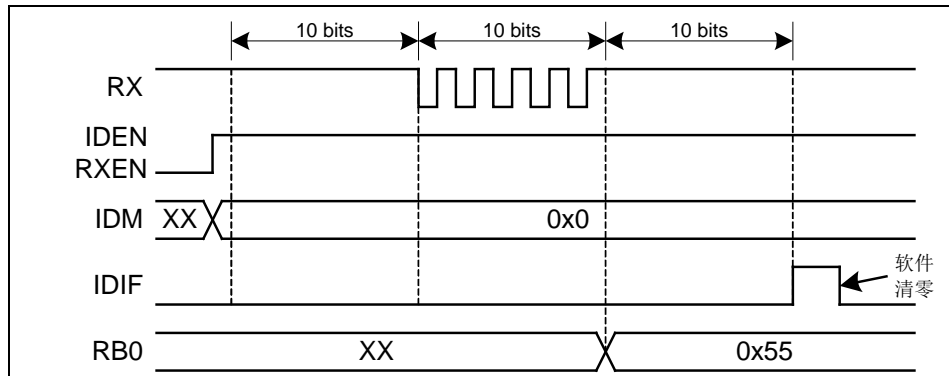 10 bits 10 bits 10 bits
RX
IDEN
RXEN
IDM XX 0x0
IDIF 软件
清零
RB0 XX 0x55